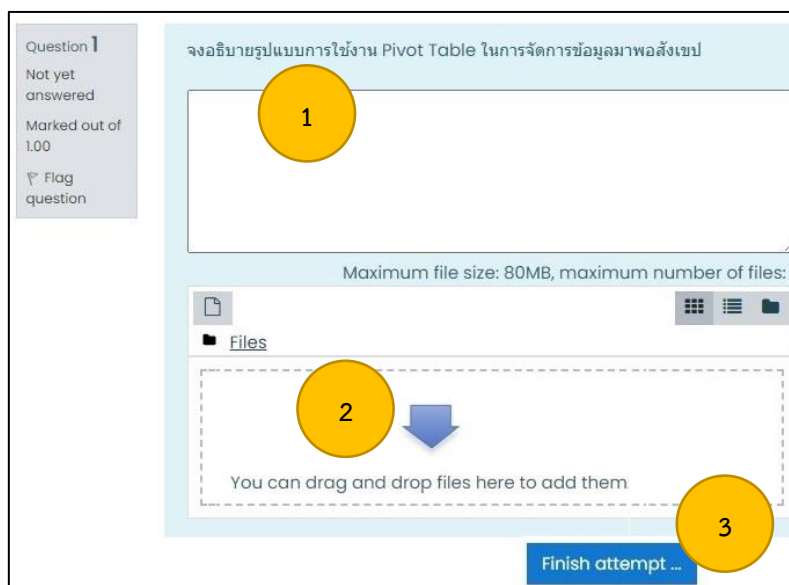 Question 1
Not yet
answered
Marked out of
1.00
Flag
question
จงอธิบายรูปแบบการใช้งาน Pivot Table ในการจัดการข้อมูลมาพอสังเขป
1
Maximum file size: 80MB, maximum number of files:
Files
2
You can drag and drop files here to add them
3
Finish attempt ...